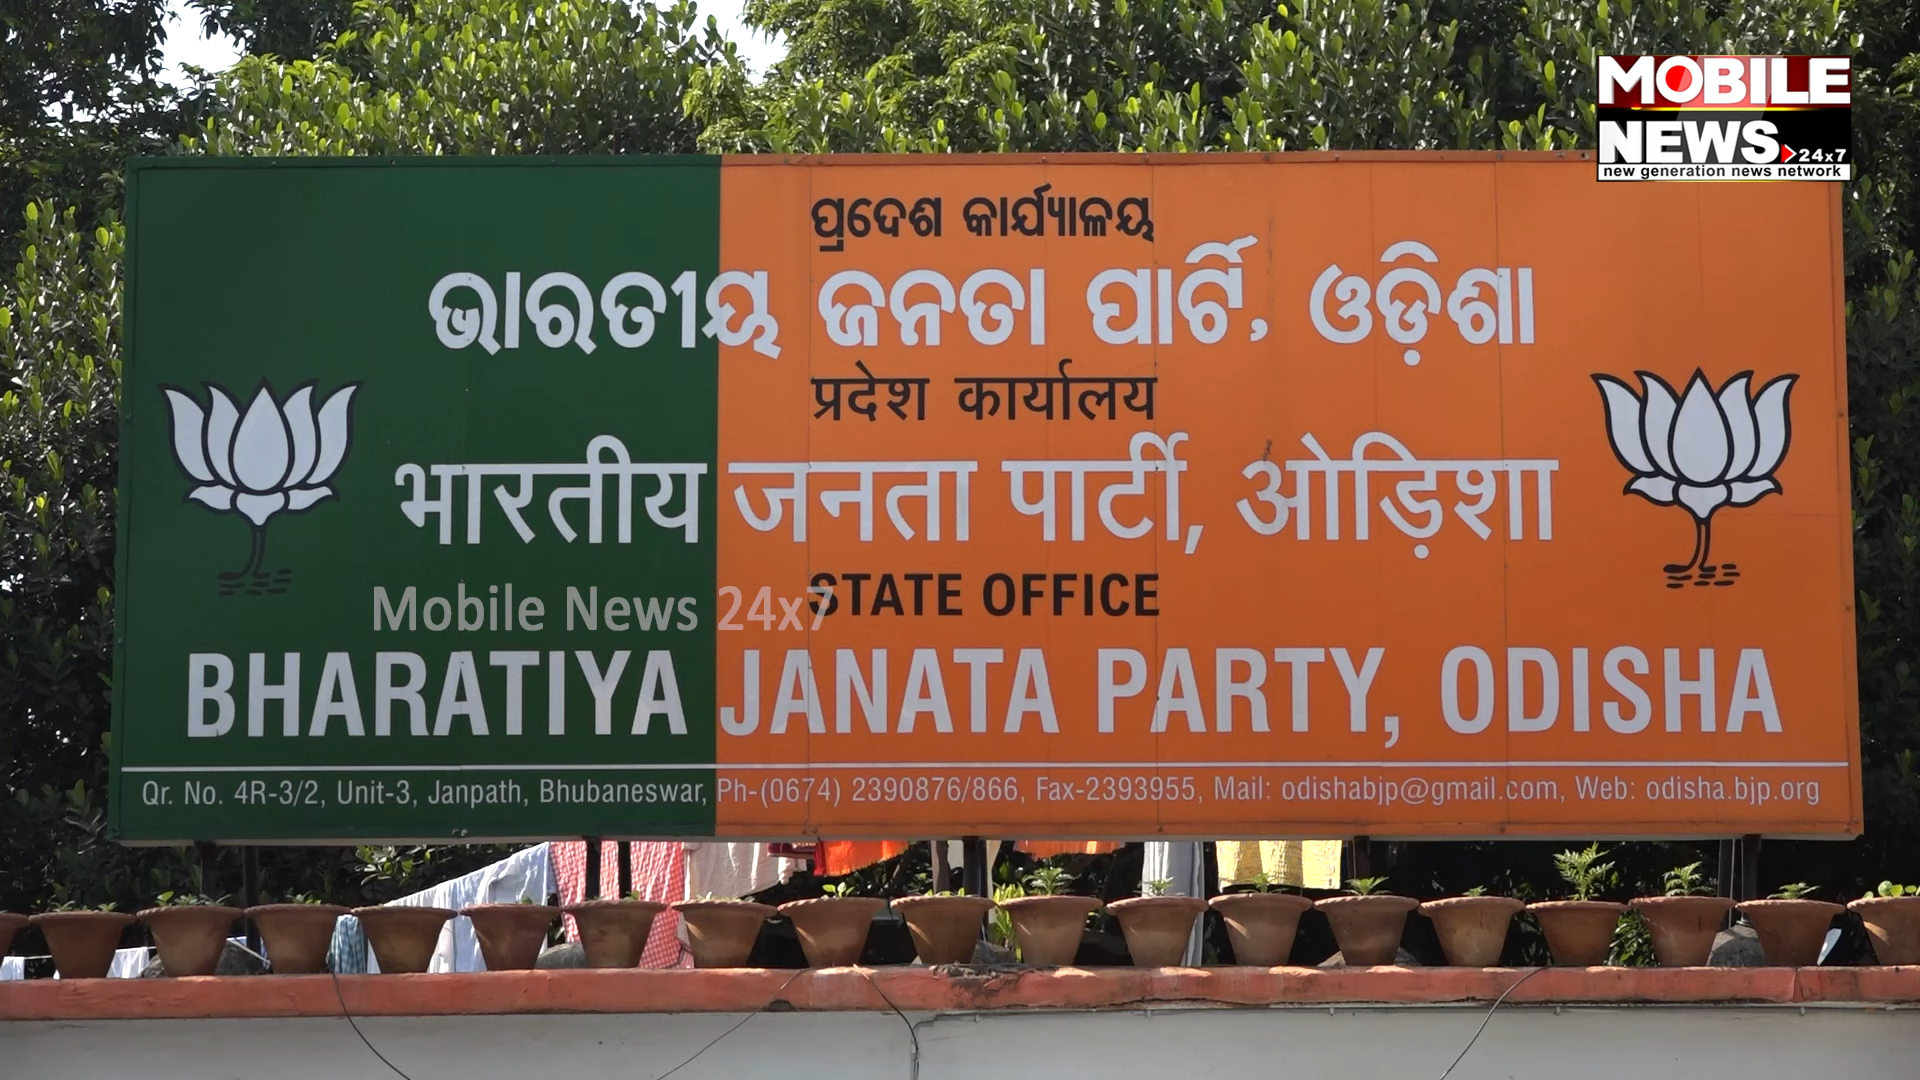 MOBILE
NEWS 24x7
new generation news network
ପ୍ରଦେଶ କାର୍ଯ୍ୟାଳୟ
ଭାରତୀୟ ଜନତା ପାର୍ଟି, ଓଡ଼ିଶା
प्रदेश कार्यालय
भारतीय जनता पार्टी, ओड़िशा
STATE OFFICE
Mobile News 24x7
BHARATIYA JANATA PARTY, ODISHA
Qr. No. 4R-3/2, Unit-3, Janpath, Bhubaneswar, Ph-(0674) 2390876/866, Fax-2393955, Mail: odishabjp@gmail.com, Web: odisha.bjp.org